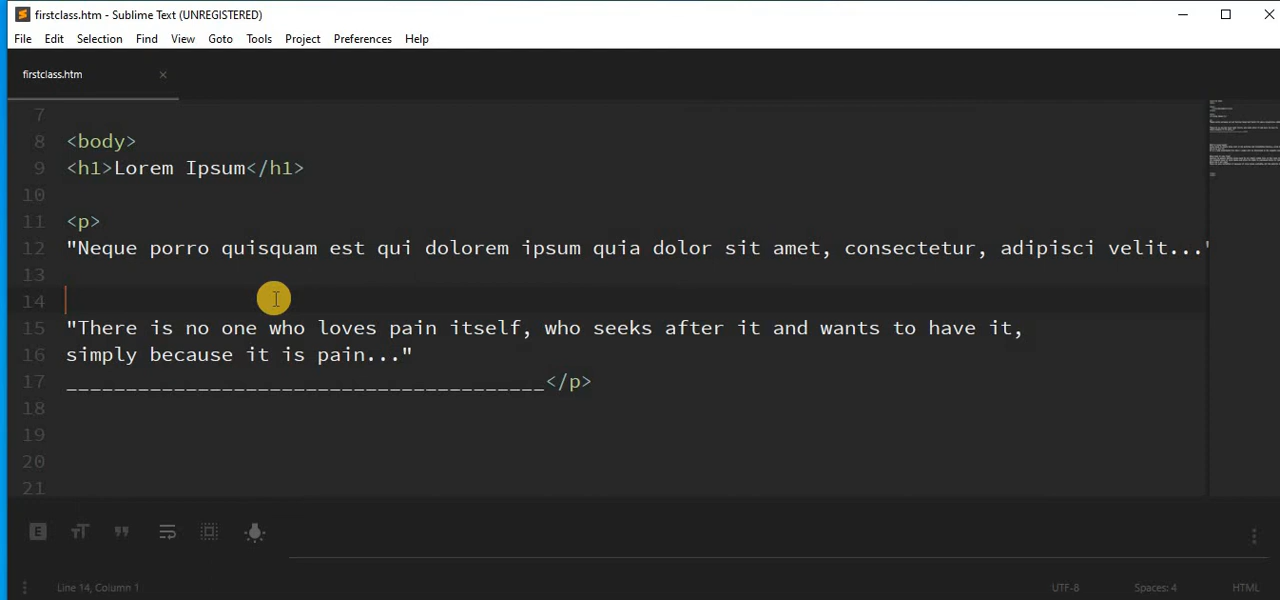 firstclass.htm - Sublime Text (UNREGISTERED)
File Edit Selection Find View Goto Tools Project Preferences Help
firstclass.htm
7
8 <body>
9 <h1>Lorem Ipsum</h1>
10
11 <p>
12 "Neque porro quisquam est qui dolorem ipsum quia dolor sit amet, consectetur, adipisci velit..."
13
14
15 "There is no one who loves pain itself, who seeks after it and wants to have it,
16 simply because it is pain..."
17 ________________________________________</p>
18
19
20
21
Line 14, Column 1 UTF-8 Spaces: 4 HTML